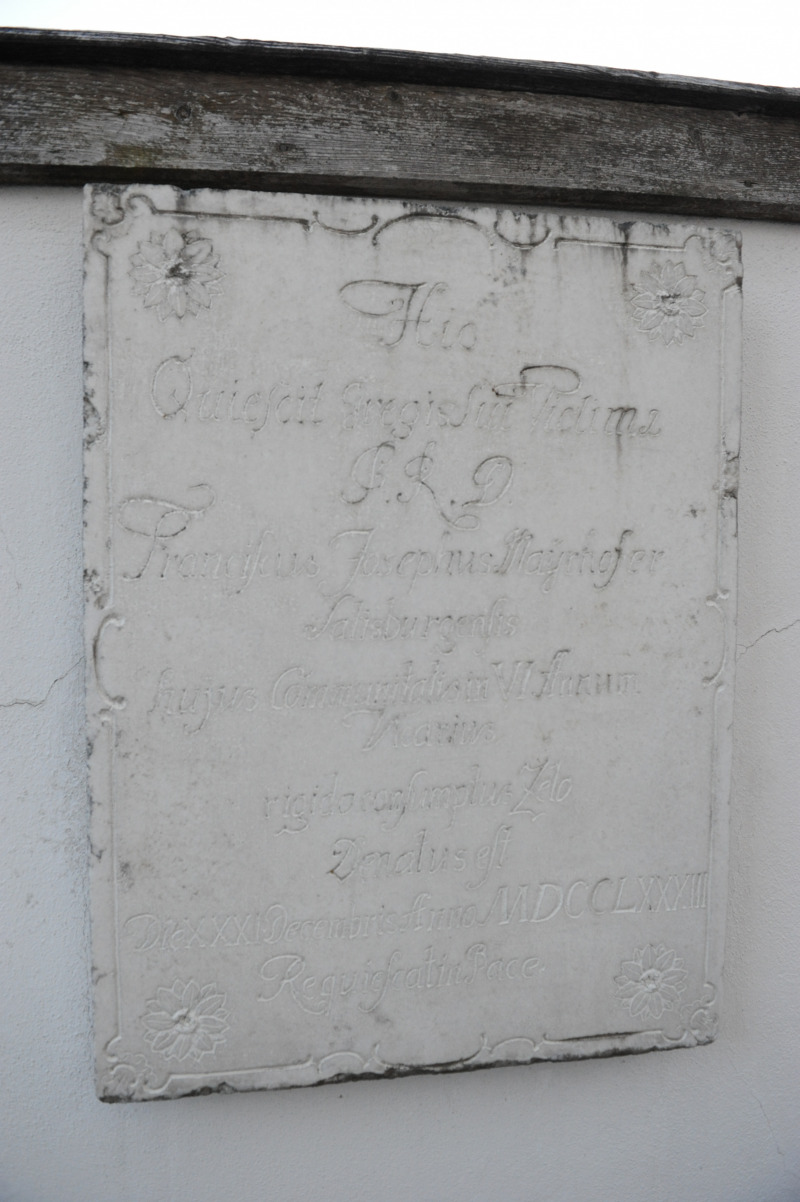 Hic
Quiescit Gregis sui Victima
P. R. D.
Franciscus Josephus Mayrhofer
Salisburgensis
hujus Communitatis in VI. Annum
Vicarius
rigido consumptus Zelo
Denatus est
Die XXXI Decembris Anno MDCCLXXXIII
Requiescat in Pace.